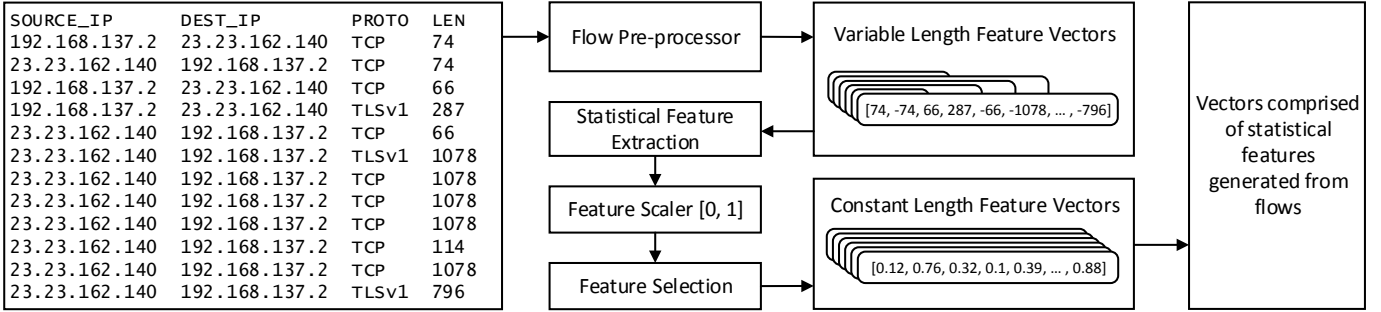 SOURCE_IP DEST_IP PROTO LEN
192.168.137.2 23.23.162.140 TCP 74
23.23.162.140 192.168.137.2 TCP 74
192.168.137.2 23.23.162.140 TCP 66
192.168.137.2 23.23.162.140 TLSv1 287
23.23.162.140 192.168.137.2 TCP 66
23.23.162.140 192.168.137.2 TLSv1 1078
23.23.162.140 192.168.137.2 TCP 1078
23.23.162.140 192.168.137.2 TCP 1078
23.23.162.140 192.168.137.2 TCP 1078
23.23.162.140 192.168.137.2 TCP 114
23.23.162.140 192.168.137.2 TCP 1078
23.23.162.140 192.168.137.2 TLSv1 796
Flow Pre-processor
Variable Length Feature Vectors
[74, -74, 66, 287, -66, -1078, ... , -796]
Statistical Feature
Extraction
Feature Scaler [0, 1]
Feature Selection
Constant Length Feature Vectors
[0.12, 0.76, 0.32, 0.1, 0.39, ... , 0.88]
Vectors comprised
of statistical
features
generated from
flows